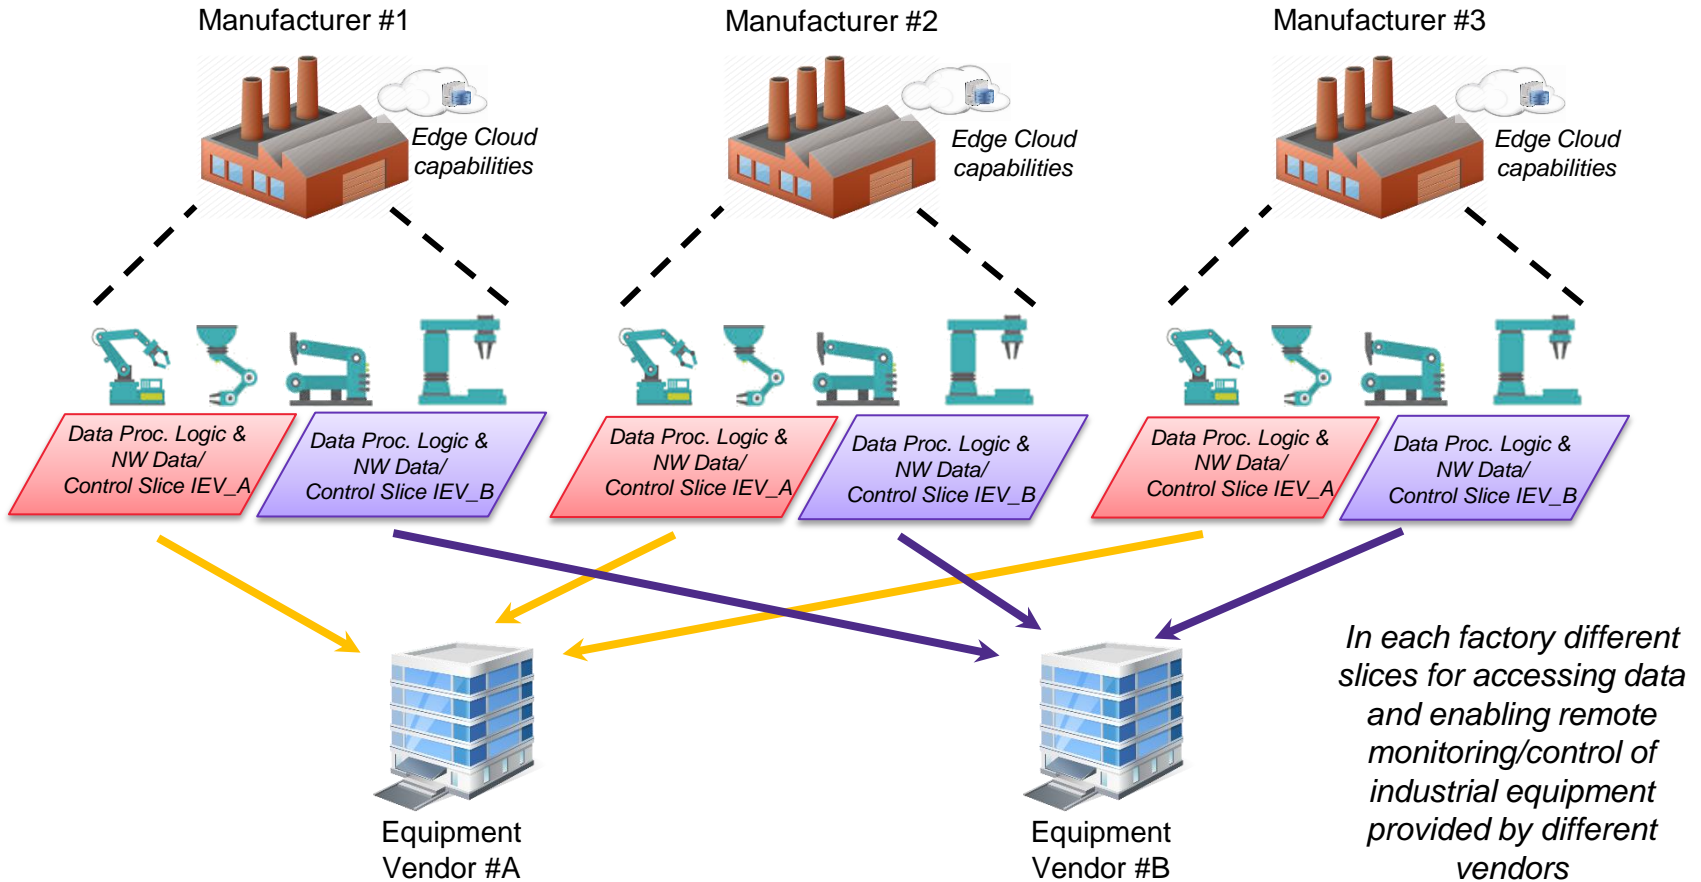 Manufacturer #1
Manufacturer #2
Manufacturer #3
Edge Cloud
capabilities
Edge Cloud
capabilities
Edge Cloud
capabilities
Data Proc. Logic &
NW Data/
Control Slice IEV_A
Data Proc. Logic &
NW Data/
Control Slice IEV_B
Data Proc. Logic &
NW Data/
Control Slice IEV_A
Data Proc. Logic &
NW Data/
Control Slice IEV_B
Data Proc. Logic &
NW Data/
Control Slice IEV_A
Data Proc. Logic &
NW Data/
Control Slice IEV_B
Equipment
Vendor #A
Equipment
Vendor #B
In each factory different
slices for accessing data
and enabling remote
monitoring/control of
industrial equipment
provided by different
vendors